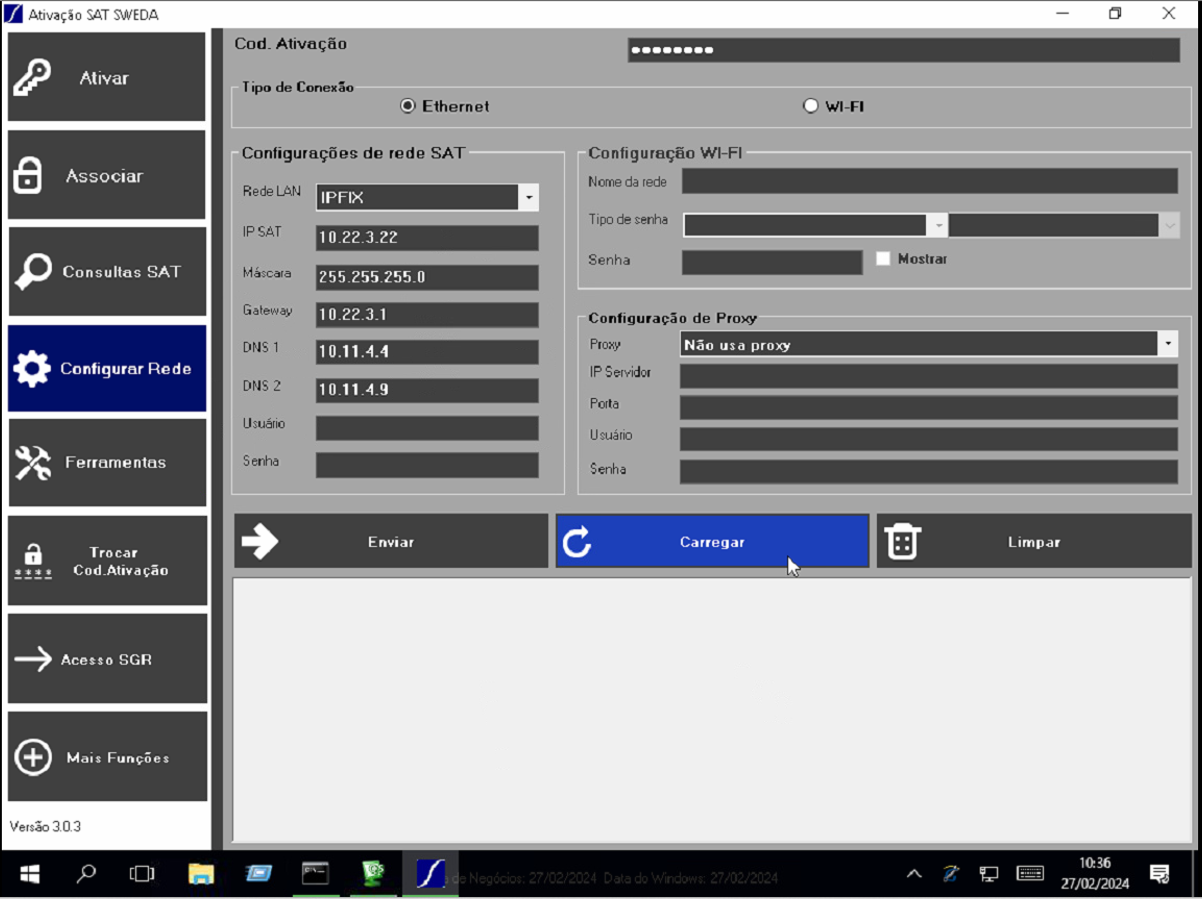 Ativação SAT SWEDA
Ativar
Associar
Consultas SAT
Configurar Rede
Ferramentas
Trocar
Cod.Ativação
Acesso SGR
Mais Funções
Versão 3.0.3
Cod. Ativação
Tipo de Conexão
Ethernet
WI-FI
Configurações de rede SAT
Rede LAN
IPFIX
IP SAT
10.22.3.22
Máscara
255.255.255.0
Gateway
10.22.3.1
DNS 1
10.11.4.4
DNS 2
10.11.4.9
Usuário
Senha
Configuração WI-FI
Nome da rede
Tipo de senha
Senha
Mostrar
Configuração de Proxy
Proxy
Não usa proxy
IP Servidor
Porta
Usuário
Senha
Enviar
Carregar
Limpar
de Negócios: 27/02/2024 Data do Windows: 27/02/2024
10:36
27/02/2024